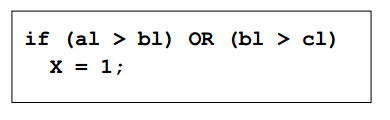 if (al > bl) OR (bl > cl)
X = 1;